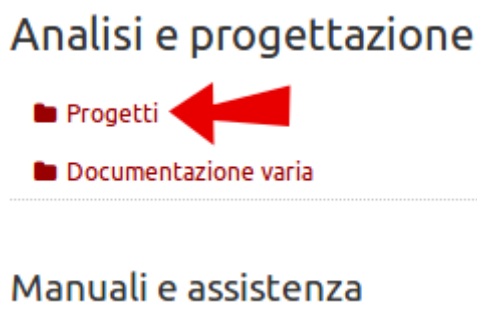 Analisi e progettazione
Progetti
Documentazione varia
Manuali e assistenza